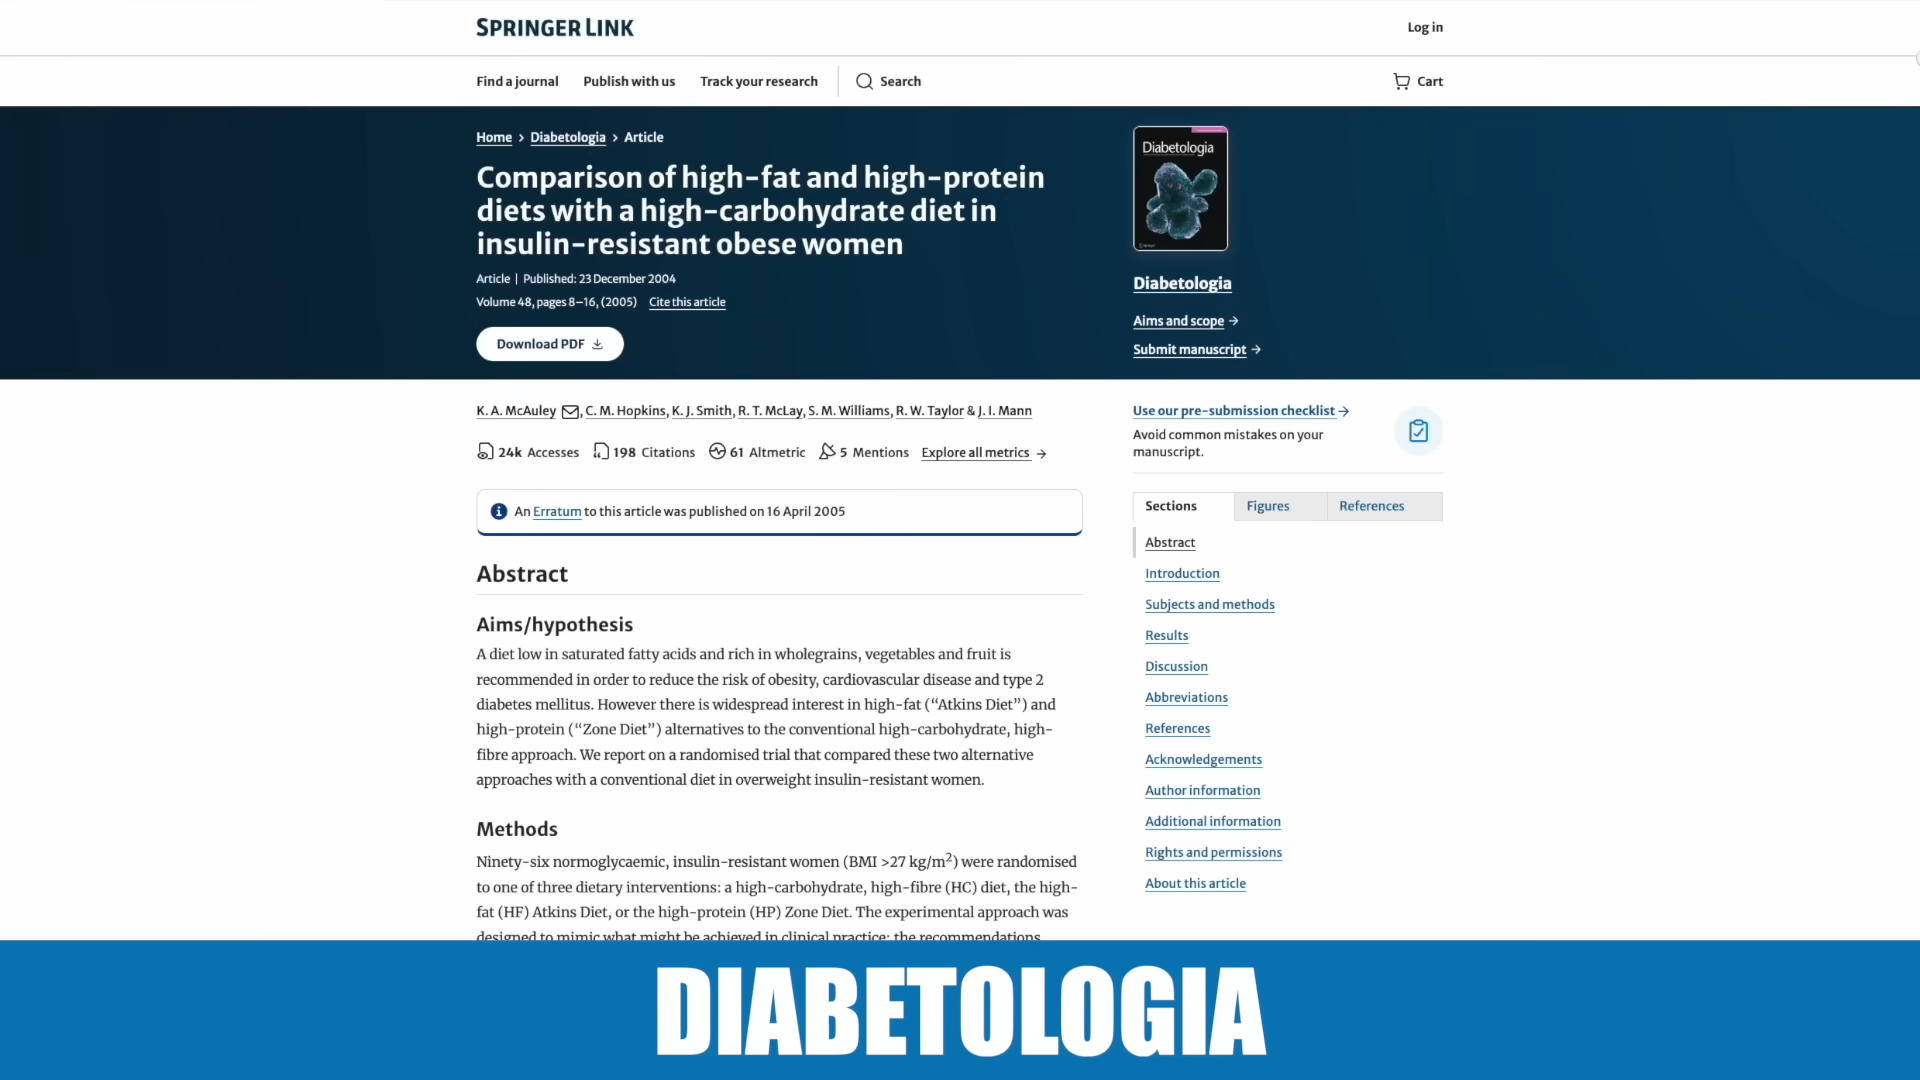 SPRINGER LINK
Log in
Find a journal
Publish with us
Track your research
Search
Cart
Home > Diabetologia > Article
Comparison of high-fat and high-protein
diets with a high-carbohydrate diet in
insulin-resistant obese women
Article | Published: 23 December 2004
Volume 48, pages 8–16, (2005)
Cite this article
Download PDF
Diabetologia
Diabetologia
Aims and scope →
Submit manuscript →
K. A. McAuley, C. M. Hopkins, K. J. Smith, R. T. McLay, S. M. Williams, R. W. Taylor & J. I. Mann
24k Accesses
198 Citations
61 Altmetric
5 Mentions
Explore all metrics →
An Erratum to this article was published on 16 April 2005
Abstract
Aims/hypothesis
A diet low in saturated fatty acids and rich in wholegrains, vegetables and fruit is
recommended in order to reduce the risk of obesity, cardiovascular disease and type 2
diabetes mellitus. However there is widespread interest in high-fat (“Atkins Diet”) and
high-protein (“Zone Diet”) alternatives to the conventional high-carbohydrate, high-
fibre approach. We report on a randomised trial that compared these two alternative
approaches with a conventional diet in overweight insulin-resistant women.
Methods
Ninety-six normoglycaemic, insulin-resistant women (BMI >27 kg/m²) were randomised
to one of three dietary interventions: a high-carbohydrate, high-fibre (HC) diet, the high-
fat (HF) Atkins Diet, or the high-protein (HP) Zone Diet. The experimental approach was
designed to mimic what might be achieved in clinical practice: the recommendations
Use our pre-submission checklist →
Avoid common mistakes on your
manuscript.
Sections
Figures
References
Abstract
Introduction
Subjects and methods
Results
Discussion
Abbreviations
References
Acknowledgements
Author information
Additional information
Rights and permissions
About this article
DIABETOLOGIA